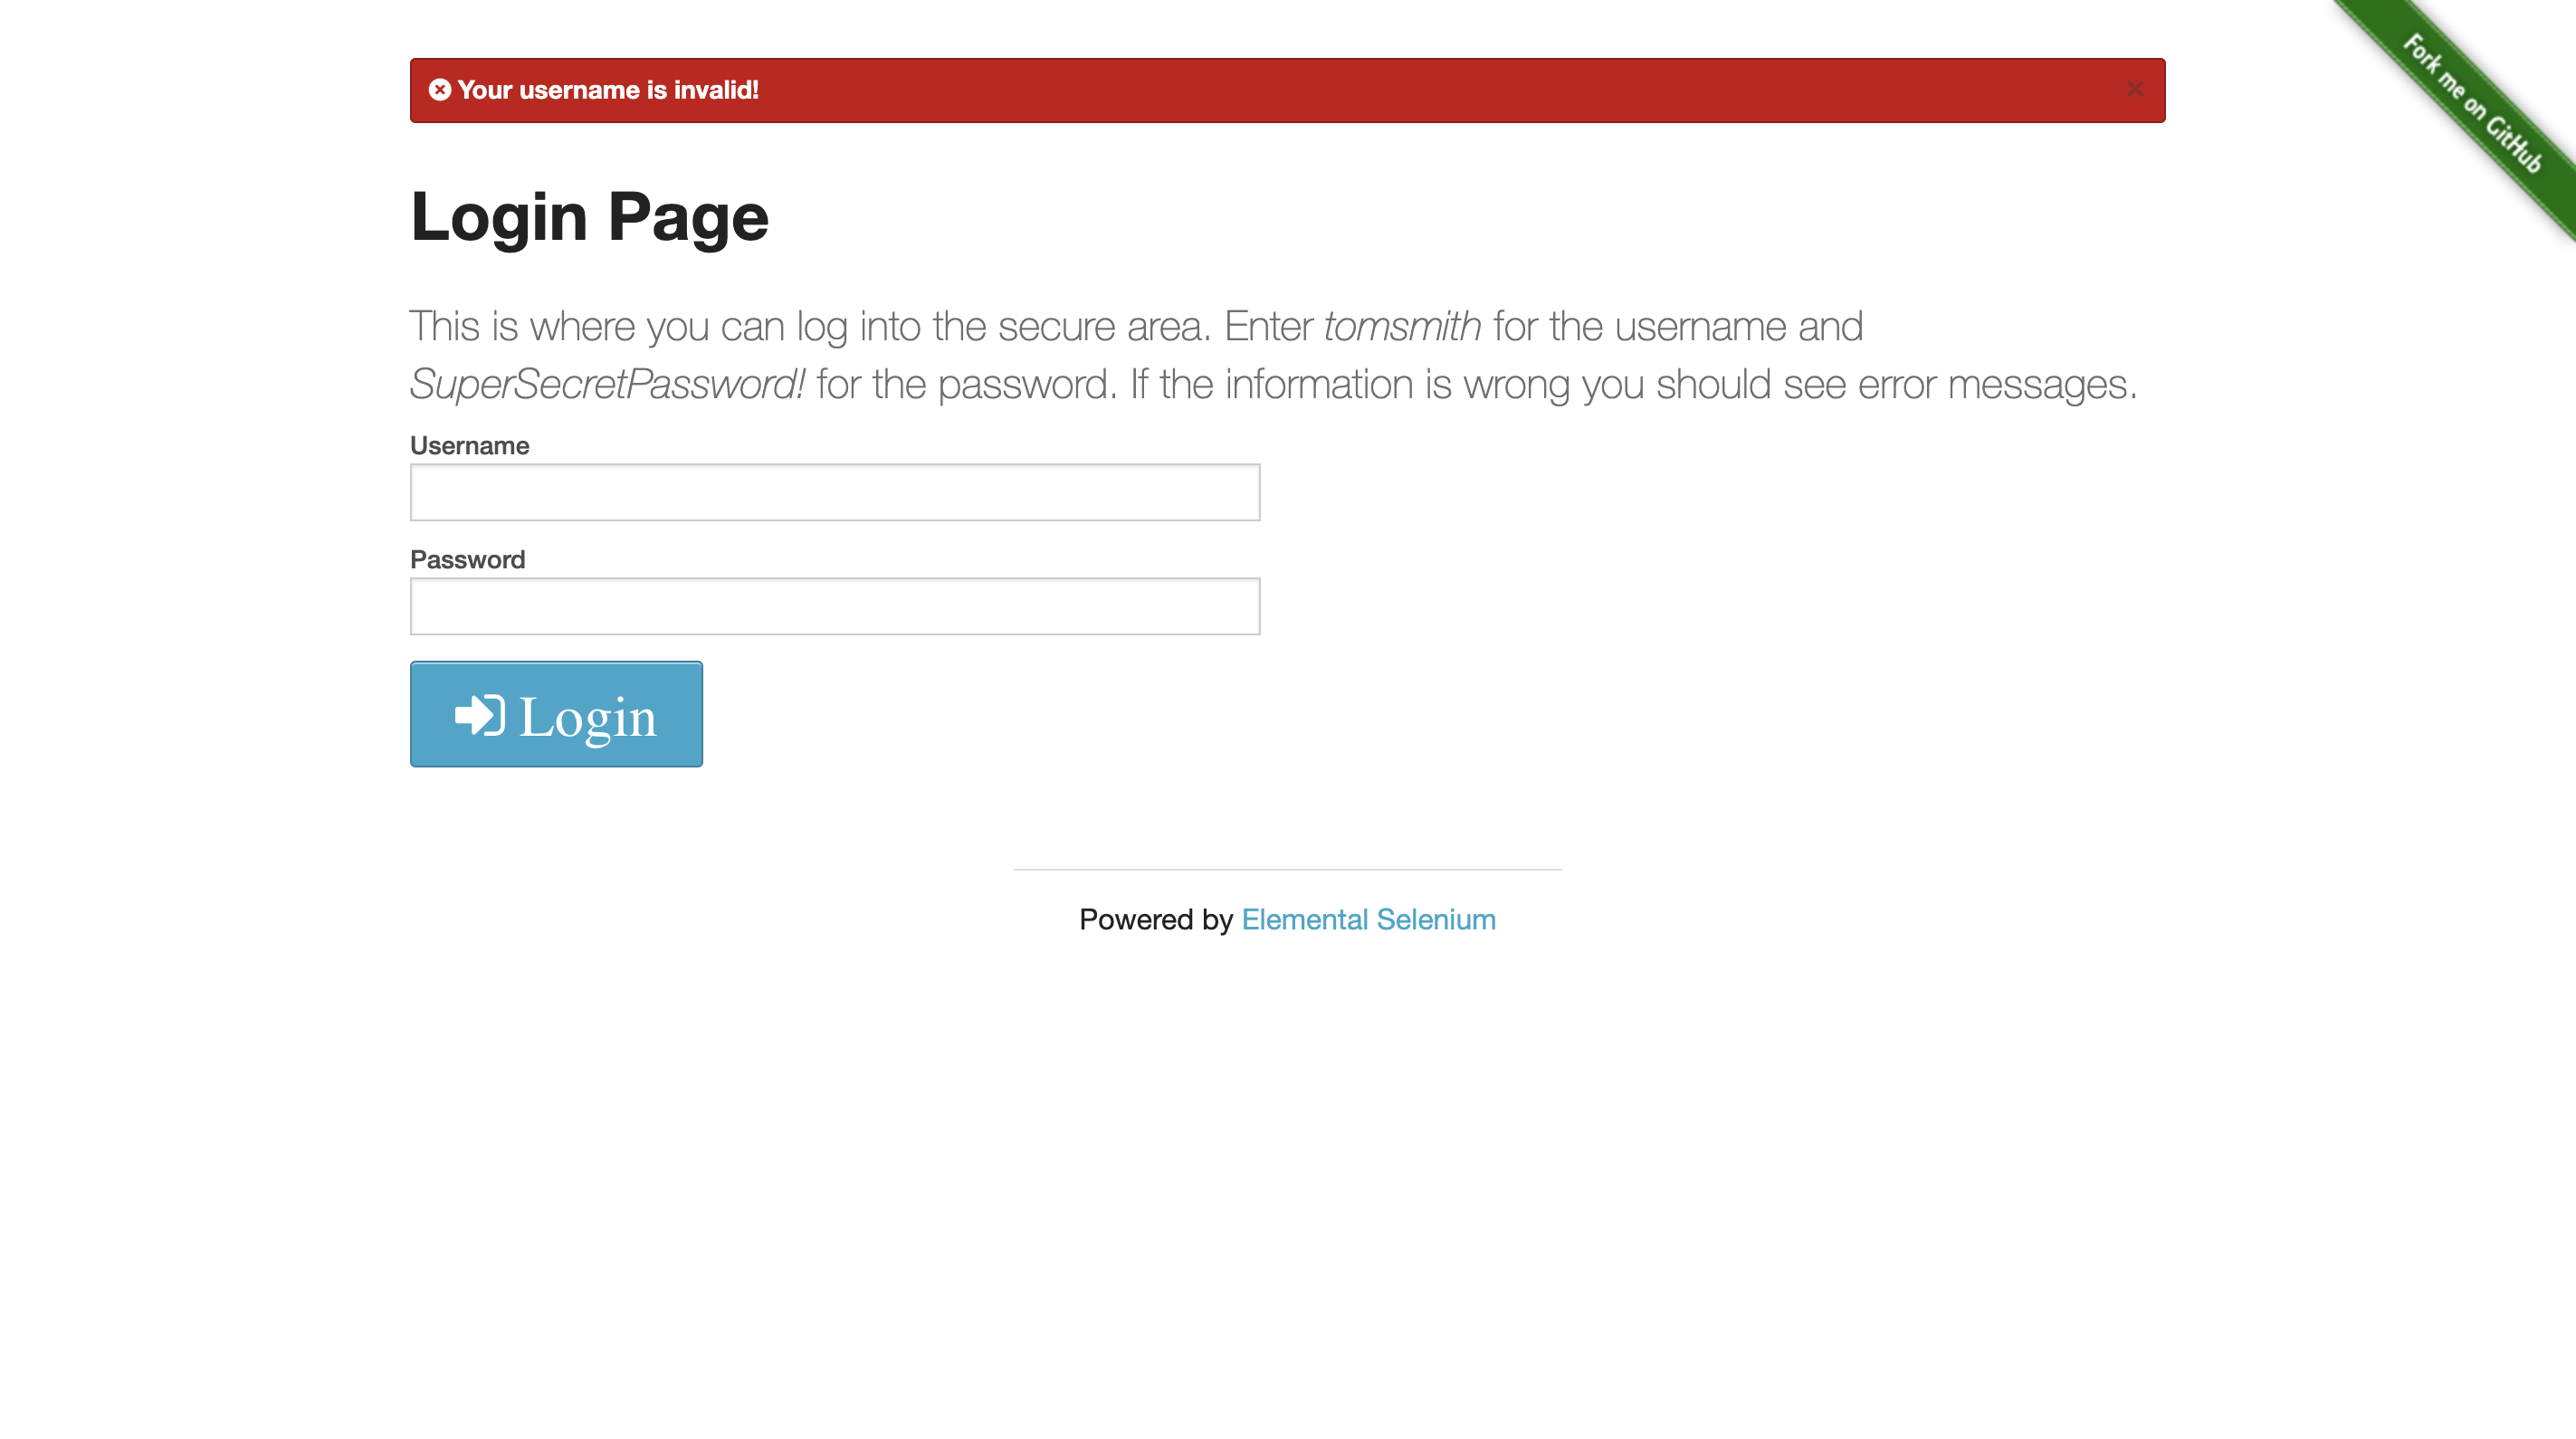 Your username is invalid!
×
Fork me on GitHub
Login Page
This is where you can log into the secure area. Enter tomsmith for the username and
SuperSecretPassword! for the password. If the information is wrong you should see error messages.
Username
Password
Login
Powered by Elemental Selenium